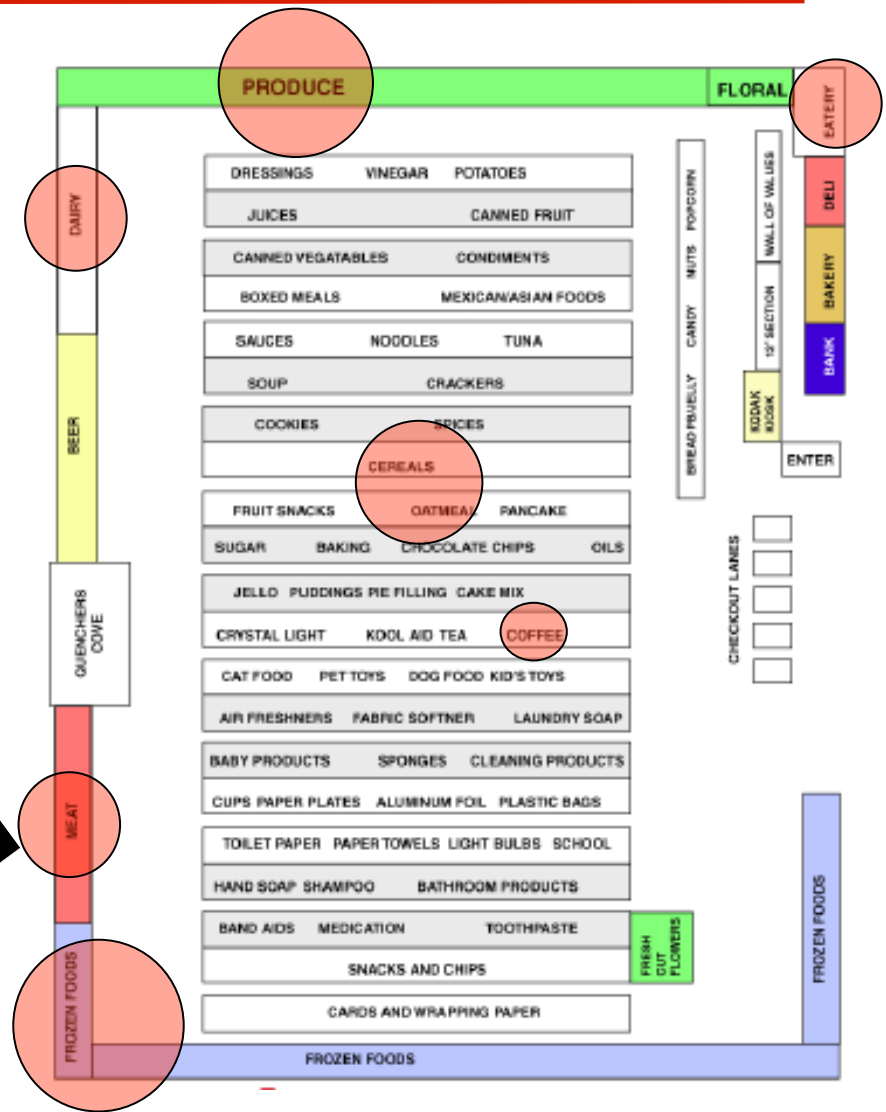 PRODUCE
FLORAL
EATERY
DAIRY
DRESSINGS VINEGAR POTATOES
JUICES CANNED FRUIT
CANNED VEGATABLES CONDIMENTS
BOXED MEALS MEXICAN/ASIAN FOODS
SAUCES NOODLES TUNA
SOUP CRACKERS
COOKIES SPICES
CEREALS
FRUIT SNACKS OATMEAL PANCAKE
SUGAR BAKING CHOCOLATE CHIPS OILS
JELLO PUDDINGS PIE FILLING CAKE MIX
CRYSTAL LIGHT KOOL AID TEA COFFEE
CAT FOOD PET TOYS DOG FOOD KID'S TOYS
AIR FRESHNERS FABRIC SOFTNER LAUNDRY SOAP
BABY PRODUCTS SPONGES CLEANING PRODUCTS
CUPS PAPER PLATES ALUMINUM FOIL PLASTIC BAGS
TOILET PAPER PAPER TOWELS LIGHT BULBS SCHOOL
HAND SOAP SHAMPOO BATHROOM PRODUCTS
BAND AIDS MEDICATION TOOTHPASTE
SNACKS AND CHIPS
CARDS AND WRAPPING PAPER
FROZEN FOODS
BEER
QUENCHERS
COVE
MEAT
FROZEN FOODS
BREAD PB/JELLY CANDY NUTS POPCORN
WALL OF VALUES
12' SECTION
KODAK
KIOSK
DELI
BAKERY
BANK
ENTER
CHECKOUT LANES
FRESH
CUT
FLOWERS
FROZEN FOODS